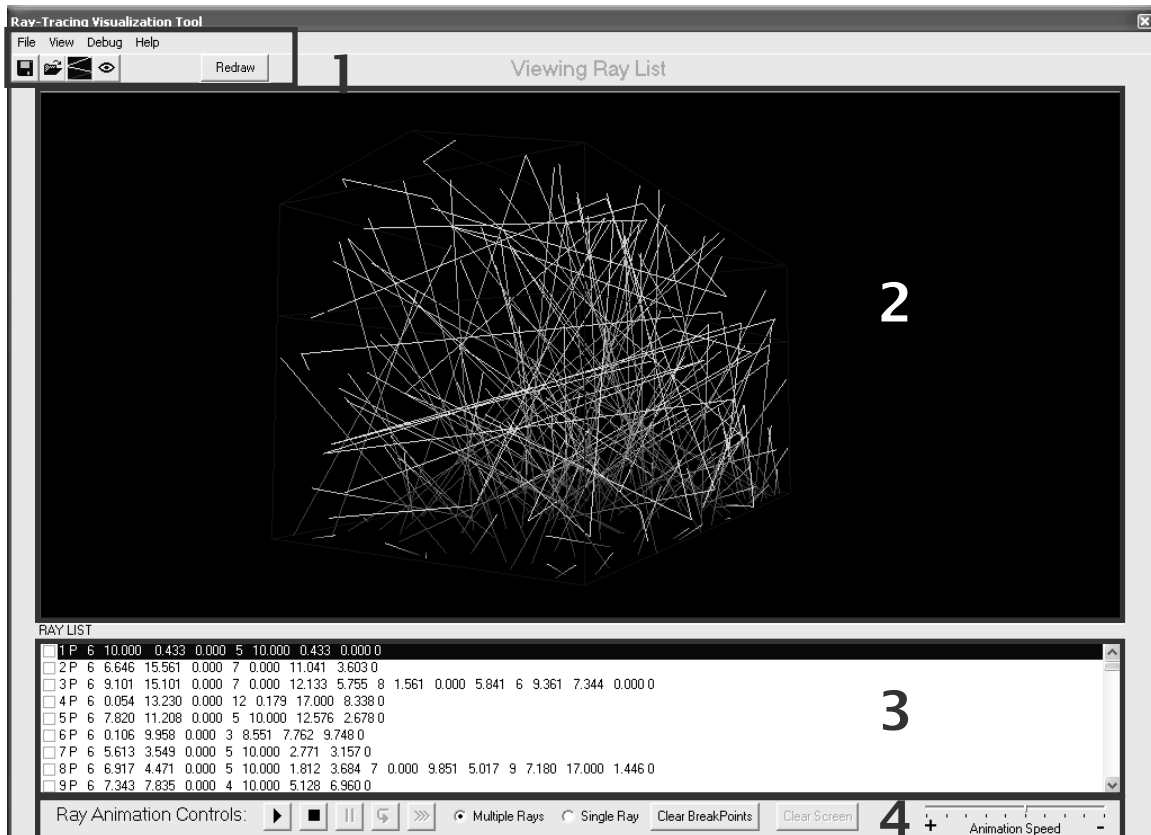 Ray-Tracing Visualization Tool
File View Debug Help
Redraw
1
Viewing Ray List
2
RAY LIST
1 P 6 10.000 0.433 0.000 5 10.000 0.433 0.000 0
2 P 6 6.646 15.561 0.000 7 0.000 11.041 3.603 0
3 P 6 9.101 15.101 0.000 7 0.000 12.133 5.755 8 1.561 0.000 5.841 6 9.361 7.344 0.000 0
4 P 6 0.054 13.230 0.000 12 0.179 17.000 8.338 0
5 P 6 7.820 11.208 0.000 5 10.000 12.576 2.678 0
6 P 6 0.106 9.958 0.000 3 8.551 7.762 9.748 0
7 P 6 5.613 3.549 0.000 5 10.000 2.771 3.157 0
8 P 6 6.917 4.471 0.000 5 10.000 1.812 3.684 7 0.000 9.851 5.017 9 7.180 17.000 1.446 0
9 P 6 7.343 7.835 0.000 4 10.000 5.128 6.960 0
3
Ray Animation Controls: Multiple Rays Single Ray Clear BreakPoints Clear Screen 4 + Animation Speed -